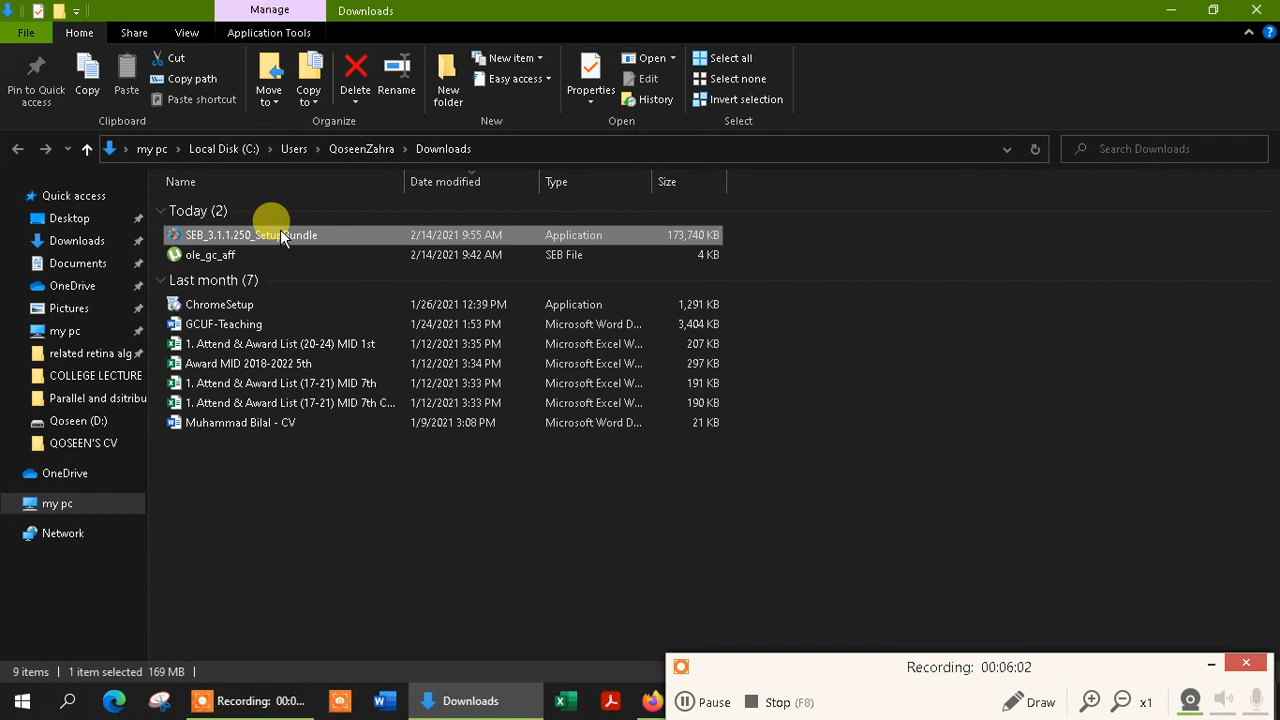 Manage
Downloads
File
Home
Share
View
Application Tools
Pin to Quick access
Copy
Paste
Cut
Copy path
Paste shortcut
Clipboard
Move to
Copy to
Delete
Rename
Organize
New folder
New item
Easy access
New
Properties
Open
Edit
History
Open
Select all
Select none
Invert selection
Select
my pc > Local Disk (C:) > Users > QoseenZahra > Downloads
Search Downloads
Quick access
Desktop
Downloads
Documents
OneDrive
Pictures
my pc
related retina alg
COLLEGE LECTURE
Parallel and dsitribu
Qoseen (D:)
QOSEEN'S CV
OneDrive
my pc
Network
Name Date modified Type Size
Today (2)
SEB_3.1.1.250_SetupBundle 2/14/2021 9:55 AM Application 173,740 KB
ole_gc_aff 2/14/2021 9:42 AM SEB File 4 KB
Last month (7)
ChromeSetup 1/26/2021 12:39 PM Application 1,291 KB
GCUF-Teaching 1/24/2021 1:53 PM Microsoft Word D... 3,404 KB
1. Attend & Award List (20-24) MID 1st 1/12/2021 3:35 PM Microsoft Excel W... 207 KB
Award MID 2018-2022 5th 1/12/2021 3:34 PM Microsoft Excel W... 297 KB
1. Attend & Award List (17-21) MID 7th 1/12/2021 3:33 PM Microsoft Excel W... 191 KB
1. Attend & Award List (17-21) MID 7th C... 1/12/2021 3:33 PM Microsoft Excel W... 190 KB
Muhammad Bilal - CV 1/9/2021 3:08 PM Microsoft Word D... 21 KB
9 items
1 item selected 169 MB
Recording: 00:06:02
Pause
Stop (F8)
Draw
x1
Recording: 00:0...
Downloads